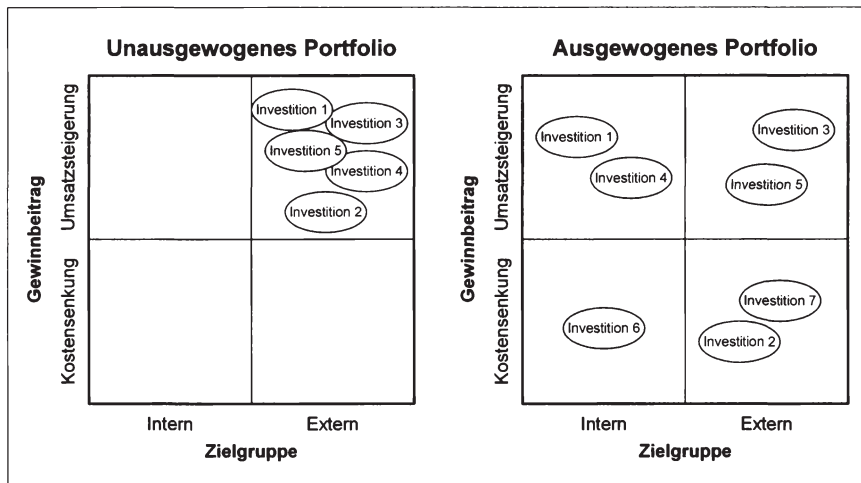 Unausgewogenes Portfolio
Gewinnbeitrag
Umsatzsteigerung
Kostensenkung
Investition 1
Investition 3
Investition 5
Investition 4
Investition 2
Intern
Extern
Zielgruppe
Ausgewogenes Portfolio
Gewinnbeitrag
Umsatzsteigerung
Kostensenkung
Investition 1
Investition 3
Investition 4
Investition 5
Investition 7
Investition 6
Investition 2
Intern
Extern
Zielgruppe